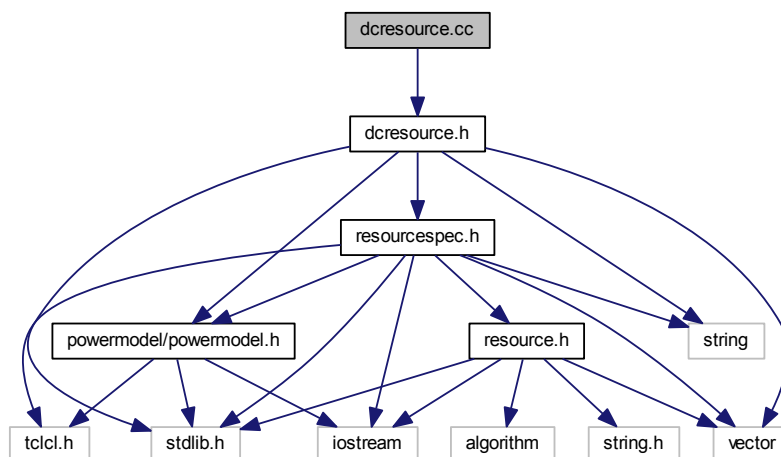 dcresource.cc
dcresource.h
resourcespec.h
powermodel/powermodel.h
resource.h
string
tclcl.h
stdlib.h
iostream
algorithm
string.h
vector